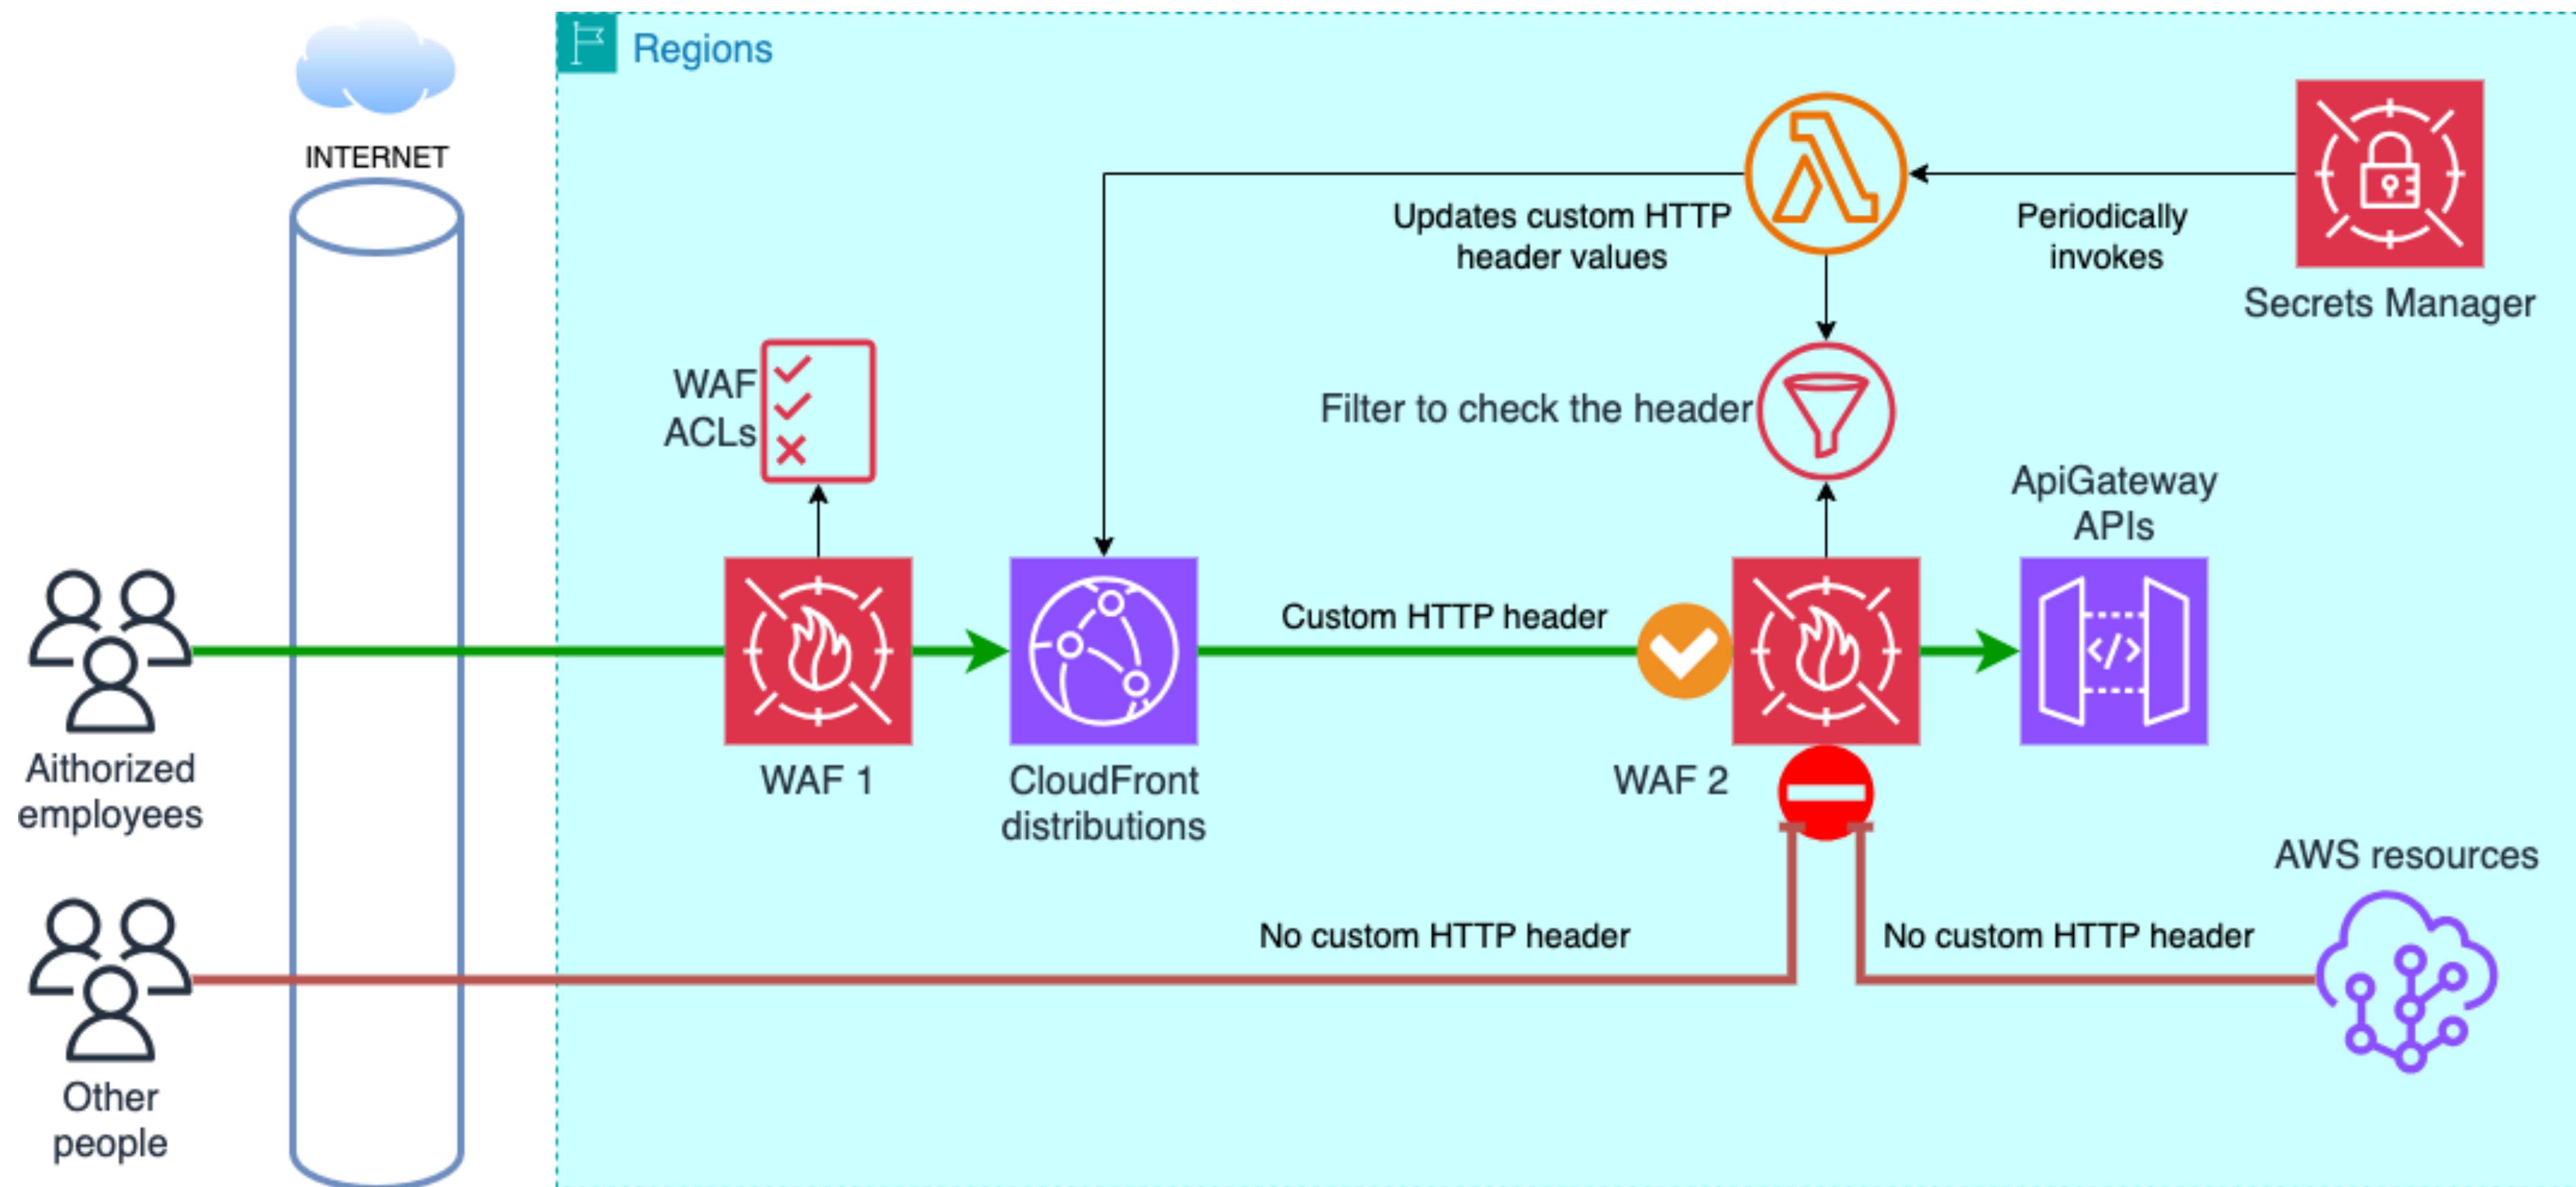 Regions
INTERNET
Updates custom HTTP
header values
Periodically
invokes
Secrets Manager
WAF
ACLs
Filter to check the header
ApiGateway
APIs
Custom HTTP header
</>
Aithorized
employees
WAF 1
CloudFront
distributions
WAF 2
AWS resources
No custom HTTP header
No custom HTTP header
Other
people